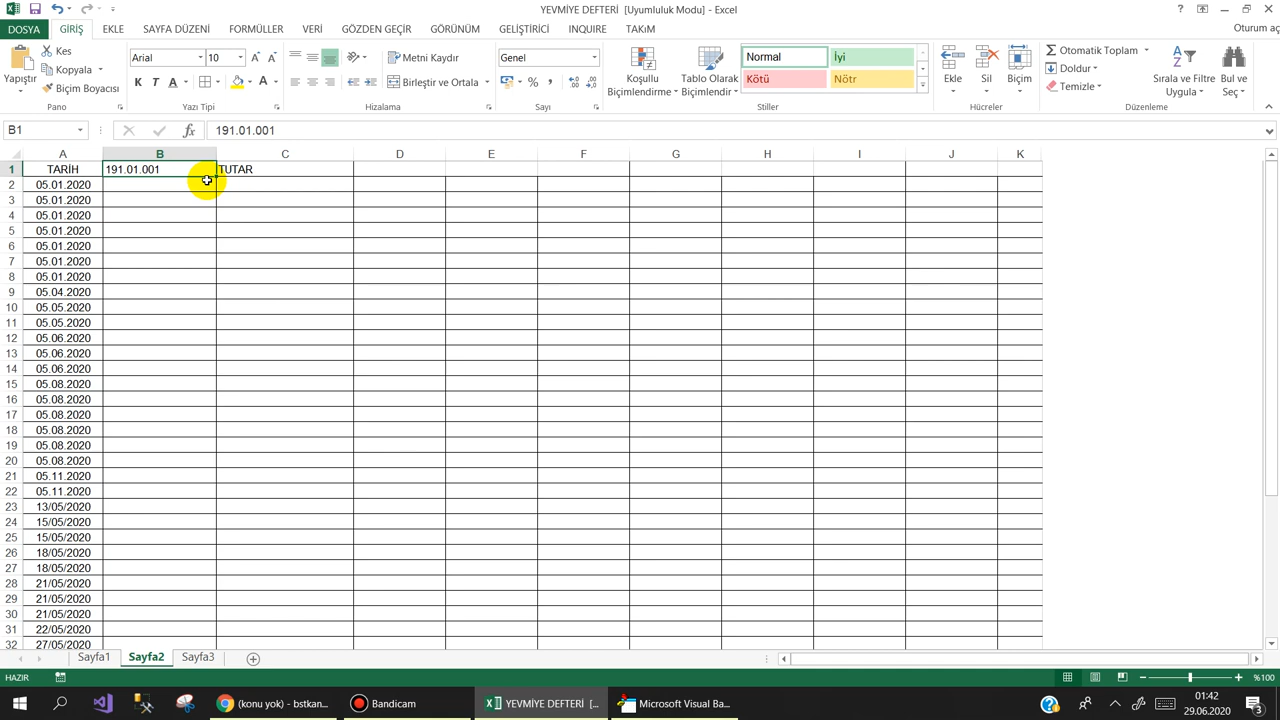 YEVMİYE DEFTERİ [Uyumluluk Modu] - Excel
DOSYA GİRİŞ EKLE SAYFA DÜZENİ FORMÜLLER VERİ GÖZDEN GEÇİR GÖRÜNÜM GELİŞTİRİCİ INQUIRE TAKıM Oturum aç
Yapıştır
Kes
Kopyala
Biçim Boyacısı
Pano
Arial 10
K T A
Yazı Tipi
Metni Kaydır
Birleştir ve Ortala
Hizalama
Genel
%
Sayı
Koşullu Biçimlendirme
Tablo Olarak Biçimlendir
Normal İyi
Kötü Nötr
Stiller
Ekle Sil Biçim
Hücreler
Otomatik Toplam
Doldur
Temizle
Sırala ve Filtre Uygula
Bul ve Seç
Düzenleme
B1 fx 191.01.001
A B C D E F G H I J K
1 TARİH 191.01.001 TUTAR
2 05.01.2020
3 05.01.2020
4 05.01.2020
5 05.01.2020
6 05.01.2020
7 05.01.2020
8 05.01.2020
9 05.04.2020
10 05.05.2020
11 05.05.2020
12 05.06.2020
13 05.06.2020
14 05.06.2020
15 05.08.2020
16 05.08.2020
17 05.08.2020
18 05.08.2020
19 05.08.2020
20 05.08.2020
21 05.11.2020
22 05.11.2020
23 13/05/2020
24 15/05/2020
25 15/05/2020
26 18/05/2020
27 18/05/2020
28 21/05/2020
29 21/05/2020
30 21/05/2020
31 22/05/2020
32 27/05/2020
Sayfa1 Sayfa2 Sayfa3
HAZIR %100
(konu yok) - bstkan... Bandicam YEVMİYE DEFTERİ [... Microsoft Visual Ba... 01:42
29.06.2020 3